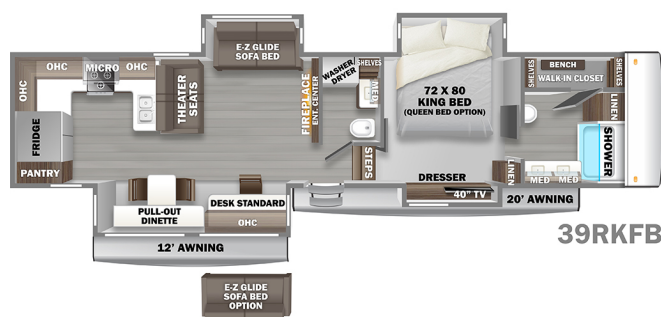 OHC
MICRO
OHC
OHC
FRIDGE
PANTRY
THEATER
SEATS
E-Z GLIDE
SOFA BED
FIREPLACE
ENT. CENTER
WASHER
DRYER
SHELVES
MED
STEPS
72 X 80
KING BED
(QUEEN BED OPTION)
DRESSER
40" TV
SHELVES
BENCH
WALK-IN CLOSET
SHELVES
LINEN
SHOWER
LINEN
MED
MED
PULL-OUT
DINETTE
DESK STANDARD
OHC
12' AWNING
20' AWNING
39RKFB
E-Z GLIDE
SOFA BED
OPTION